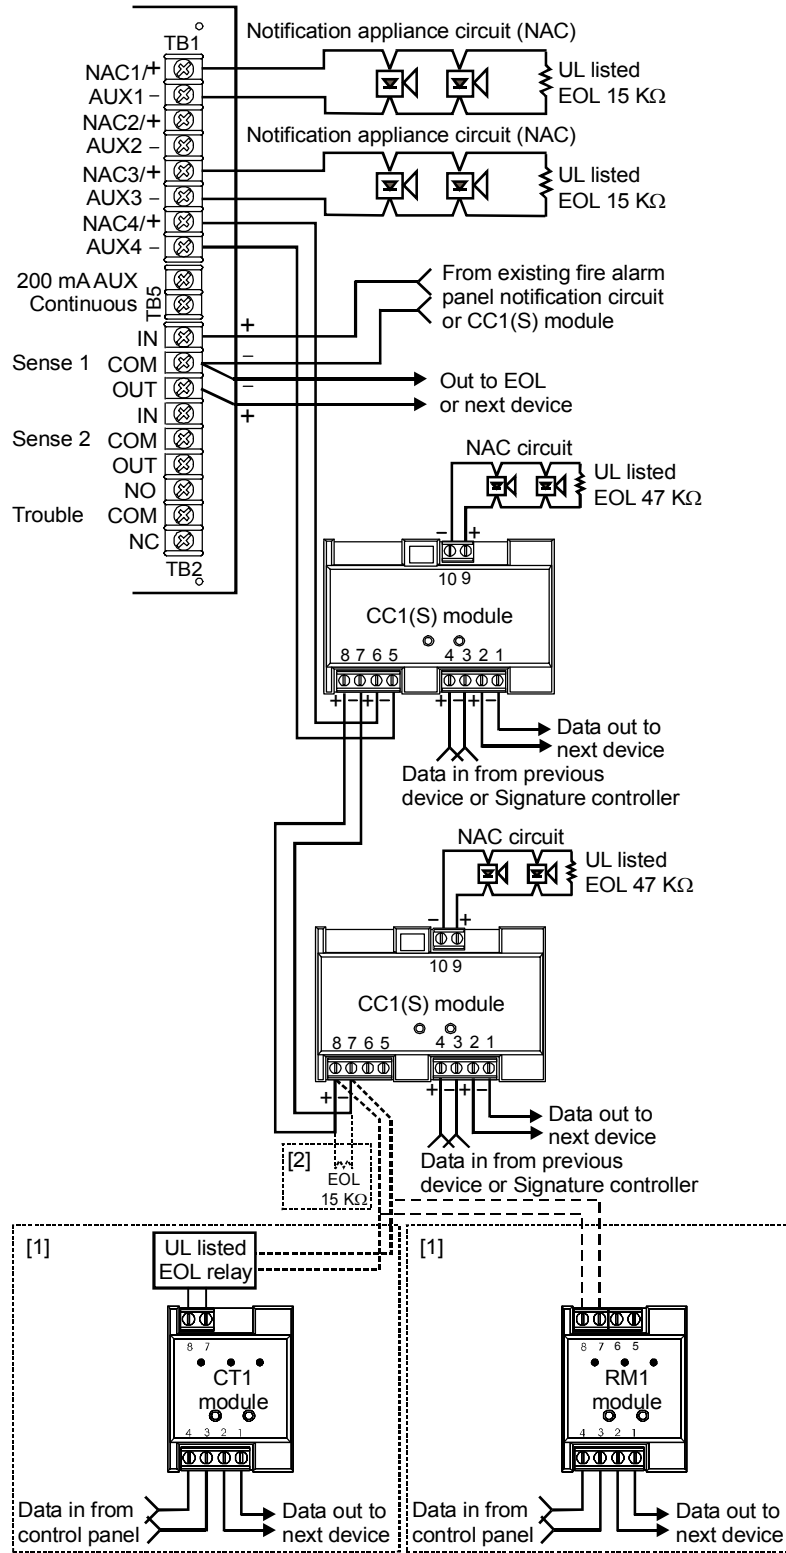 Notification appliance circuit (NAC)
TB1
NAC1/+
AUX1 –
UL listed
EOL 15 KΩ
NAC2/+
AUX2 –
Notification appliance circuit (NAC)
NAC3/+
AUX3 –
UL listed
EOL 15 KΩ
NAC4/+
AUX4 –
200 mA AUX
Continuous
TB5
From existing fire alarm
panel notification circuit
or CC1(S) module
IN
+
Sense 1
COM
–
OUT
–
Out to EOL
or next device
IN
+
Sense 2
COM
OUT
NO
Trouble
COM
NC
TB2
NAC circuit
UL listed
EOL 47 KΩ
– +
10 9
CC1(S) module
8 7 6 5 4 3 2 1
+ – + – + – + –
Data out to
next device
Data in from previous
device or Signature controller
NAC circuit
UL listed
EOL 47 KΩ
– +
10 9
CC1(S) module
8 7 6 5 4 3 2 1
+ – + – + –
Data out to
next device
Data in from previous
device or Signature controller
[2]
EOL
15 KΩ
[1]
UL listed
EOL relay
8 7
CT1
module
4 3 2 1
Data in from
control panel
Data out to
next device
[1]
8 7 6 5
RM1
module
4 3 2 1
Data in from
control panel
Data out to
next device